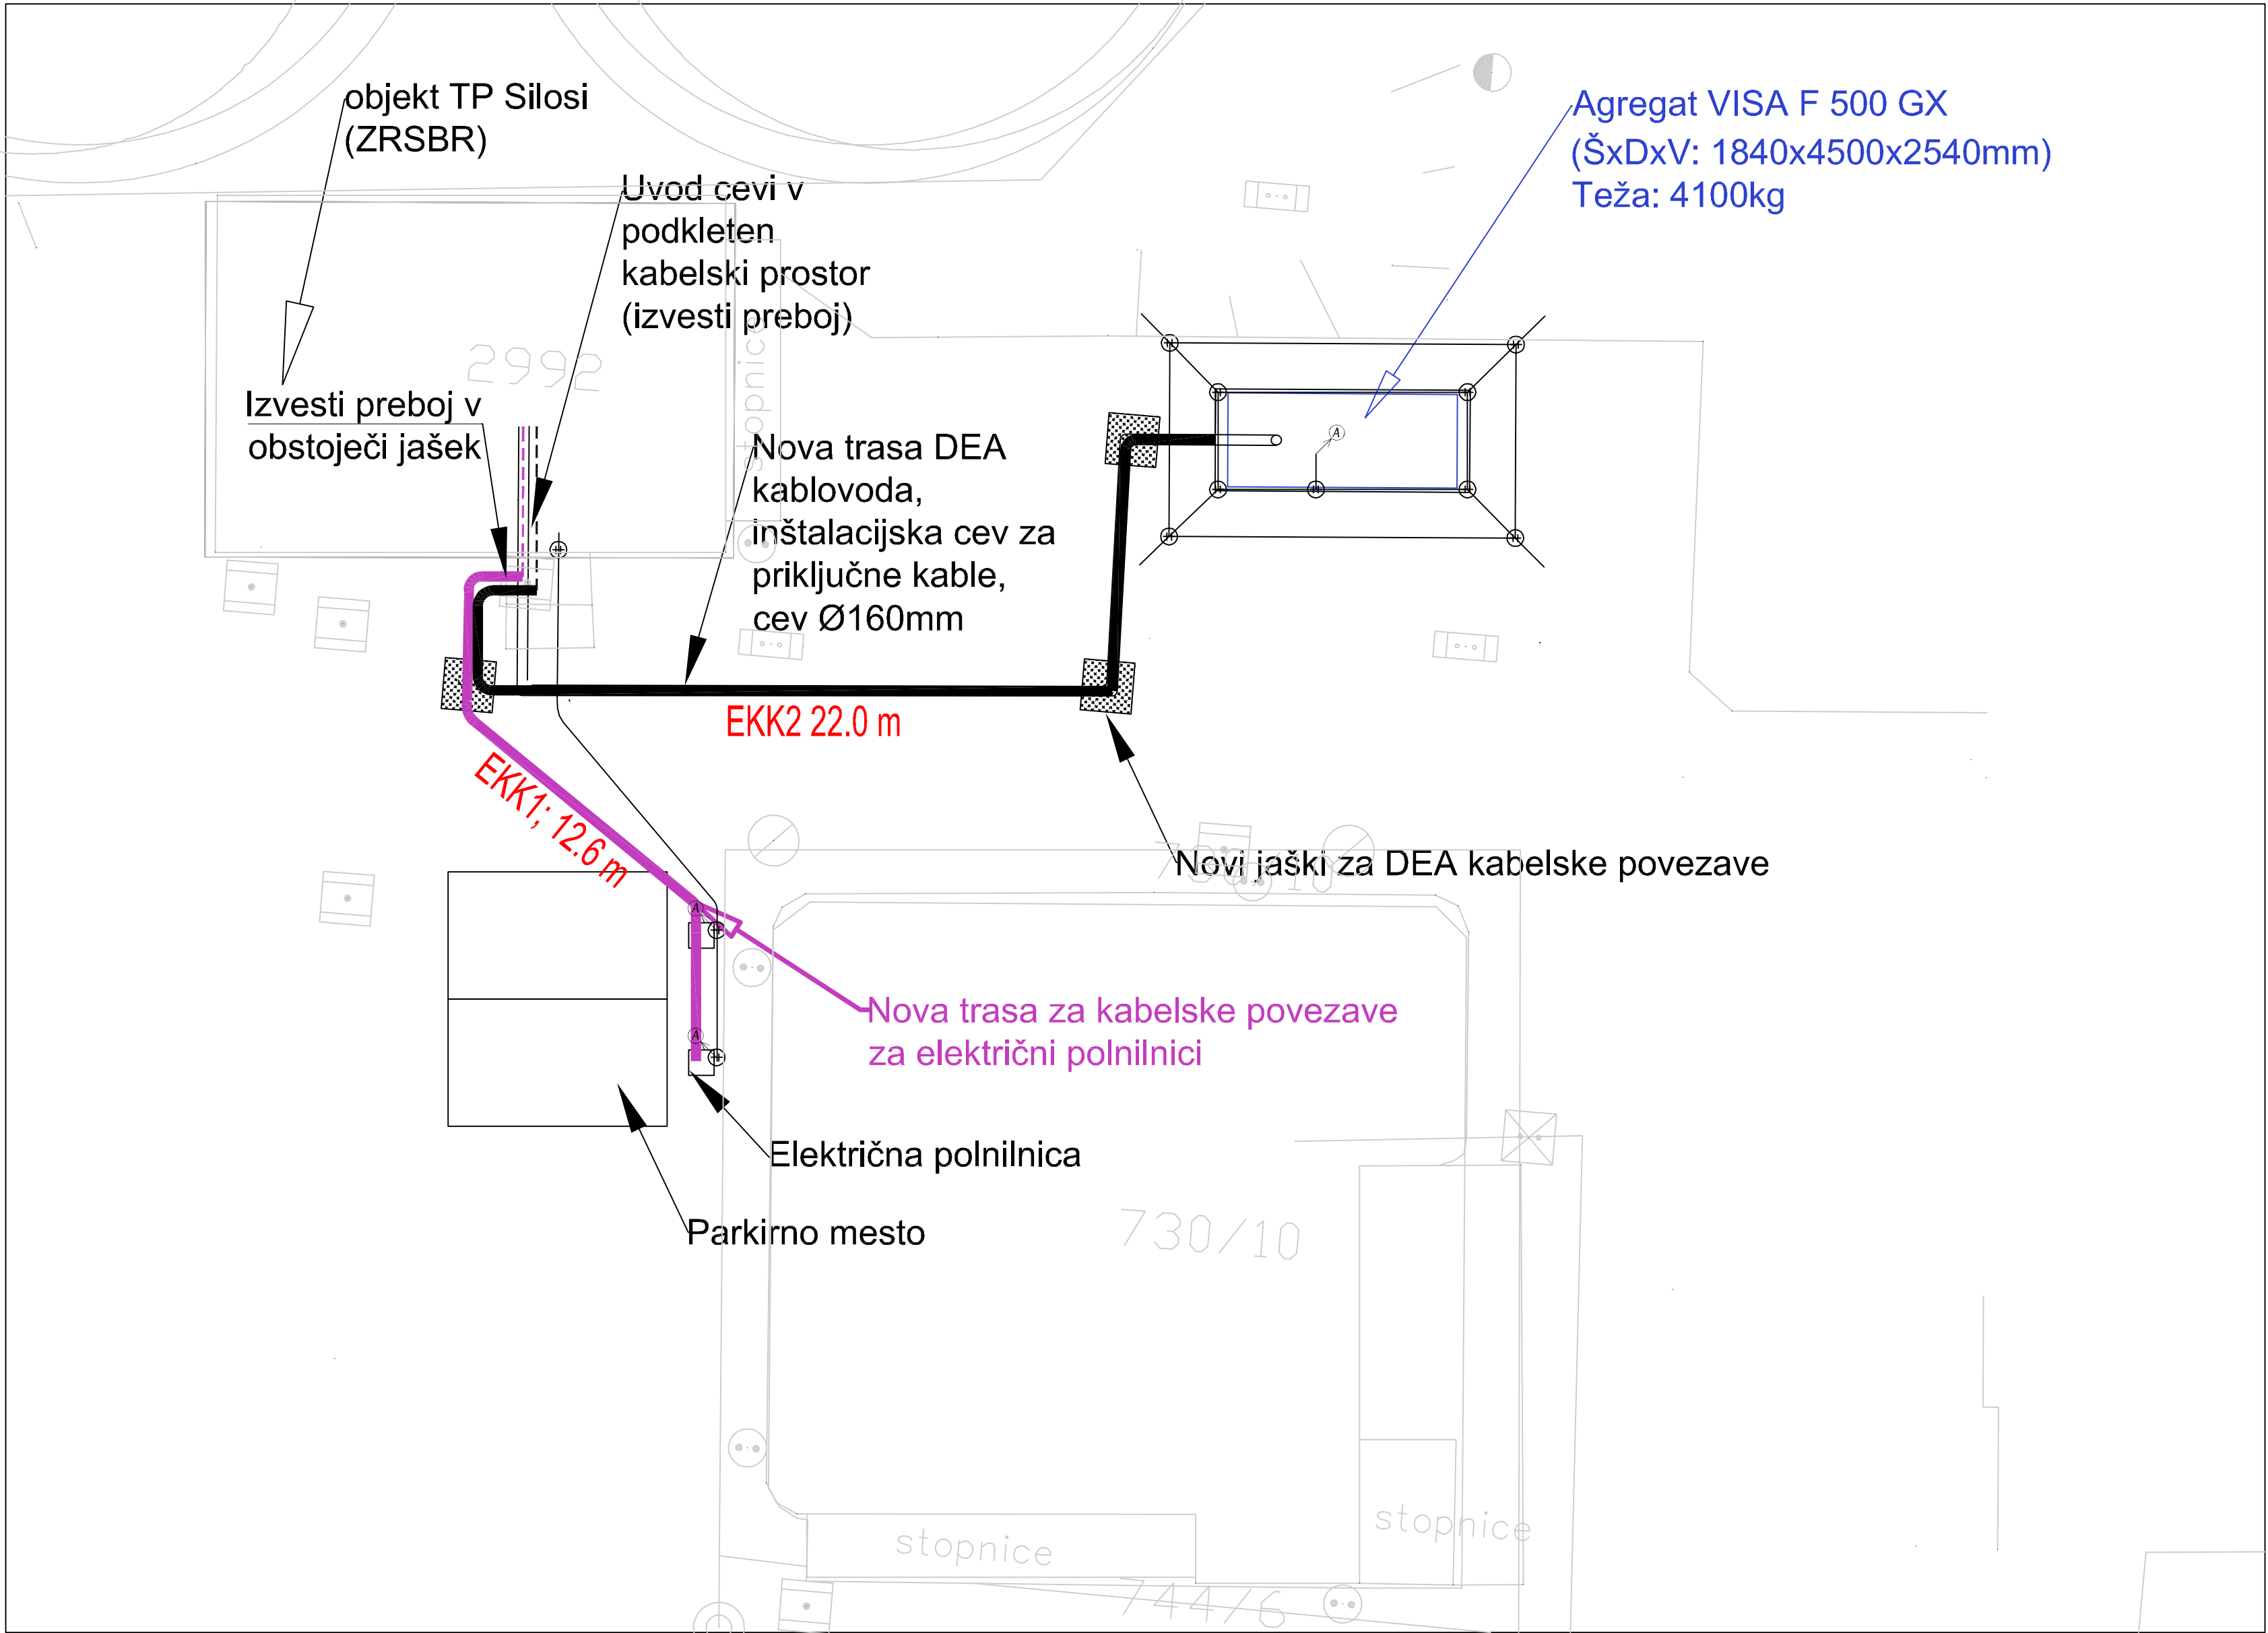 objekt TP Silosi
(ZRSBR)
Agregat VISA F 500 GX
(ŠxDxV: 1840x4500x2540mm)
Teža: 4100kg
Uvod cevi v
podkleten
kabelski prostor
(izvesti preboj)
2992
stopnice
Izvesti preboj v
obstoječi jašek
Nova trasa DEA
kablovoda,
inštalacijska cev za
priključne kable,
cev Ø160mm
A
EKK2 22.0 m
EKK1; 12.6 m
Novi jaški za DEA kabelske povezave
730/10
A
Nova trasa za kabelske povezave
za električni polnilnici
A
Električna polnilnica
Parkirno mesto
730/10
stopnice
stopnice
744/6